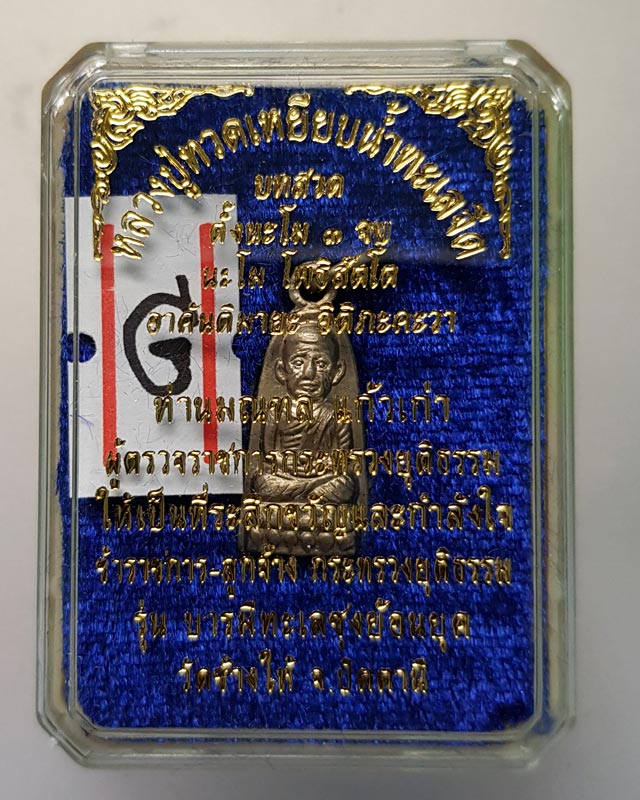 หลวงปู่ทวดเหยียบน้ำทะเลจืด
บทสวด
ตั้งนะโม ๓ จบ
นะโม โพธิสัตโต
อาคันติมายะ อิติภะคะวา
ท่านมณฑล แก้วเก่า
ผู้ตรวจราชการกระทรวงยุติธรรม
ให้เป็นที่ระลึกขวัญและกำลังใจ
ข้าราชการ-ลูกจ้าง กระทรวงยุติธรรม
รุ่น บารมีทะเลซุงย้อนยุค
วัดช้างให้ จ.ปัตตานี